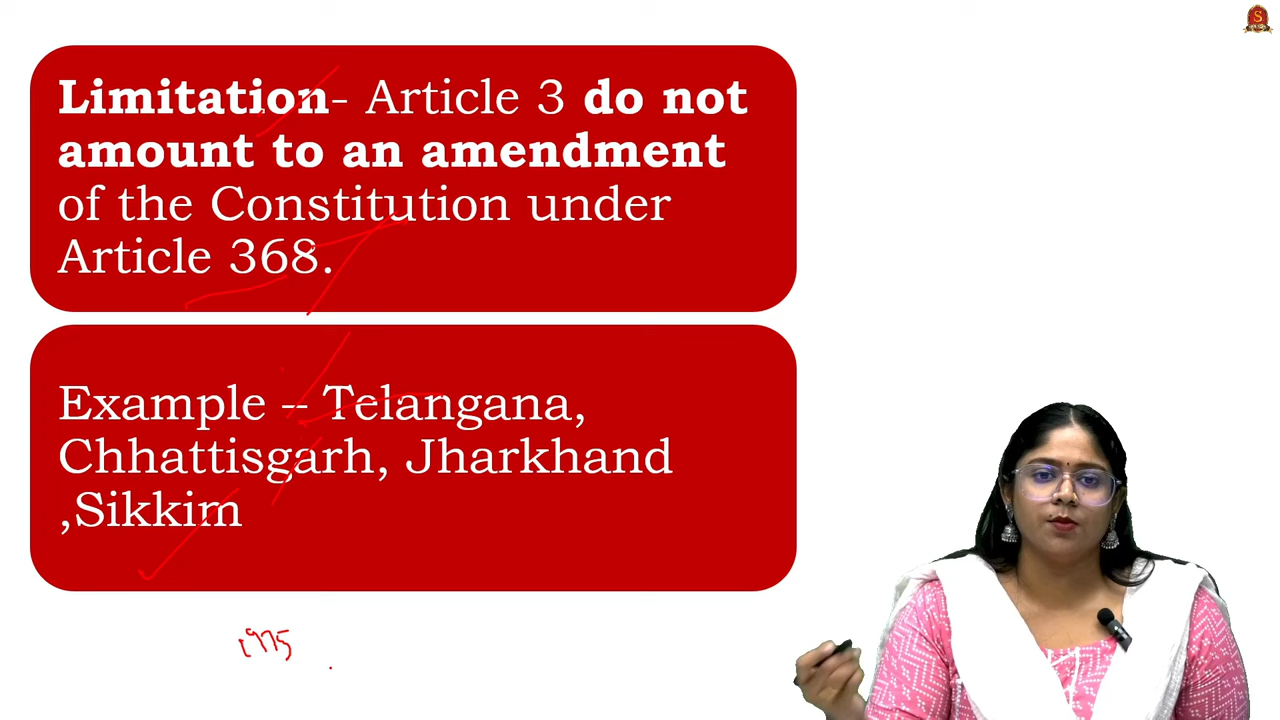 Limitation- Article 3 do not
amount to an amendment
of the Constitution under
Article 368.
Example -- Telangana,
Chhattisgarh, Jharkhand
,Sikkim
1975